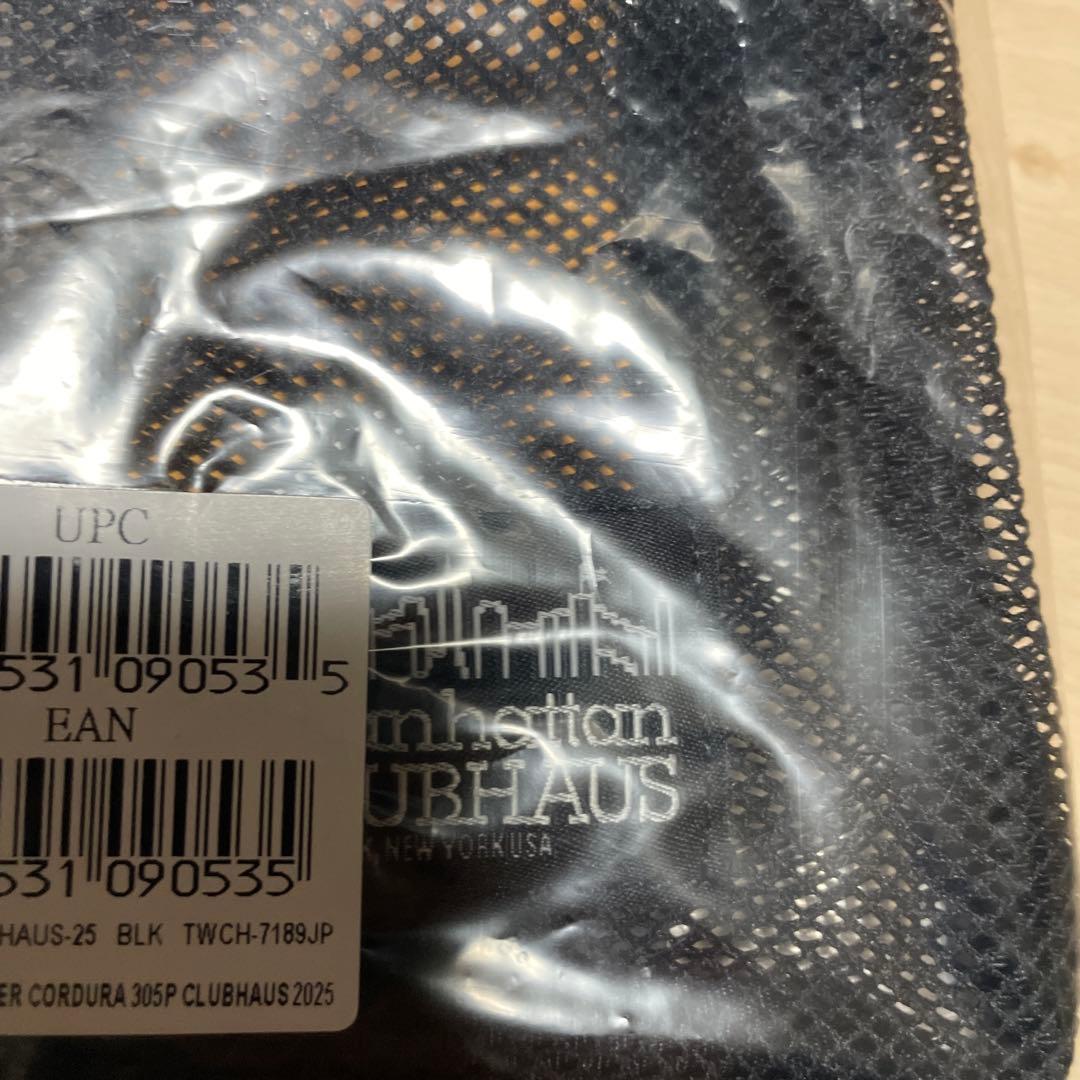 UPC
531 09053 5
EAN
531 090535
HAUS-25 BLK TWCH-7189JP
ER CORDURA 305P CLUBHAUS 2025
anhattan
UBHAUS
K, NEW YORK USA